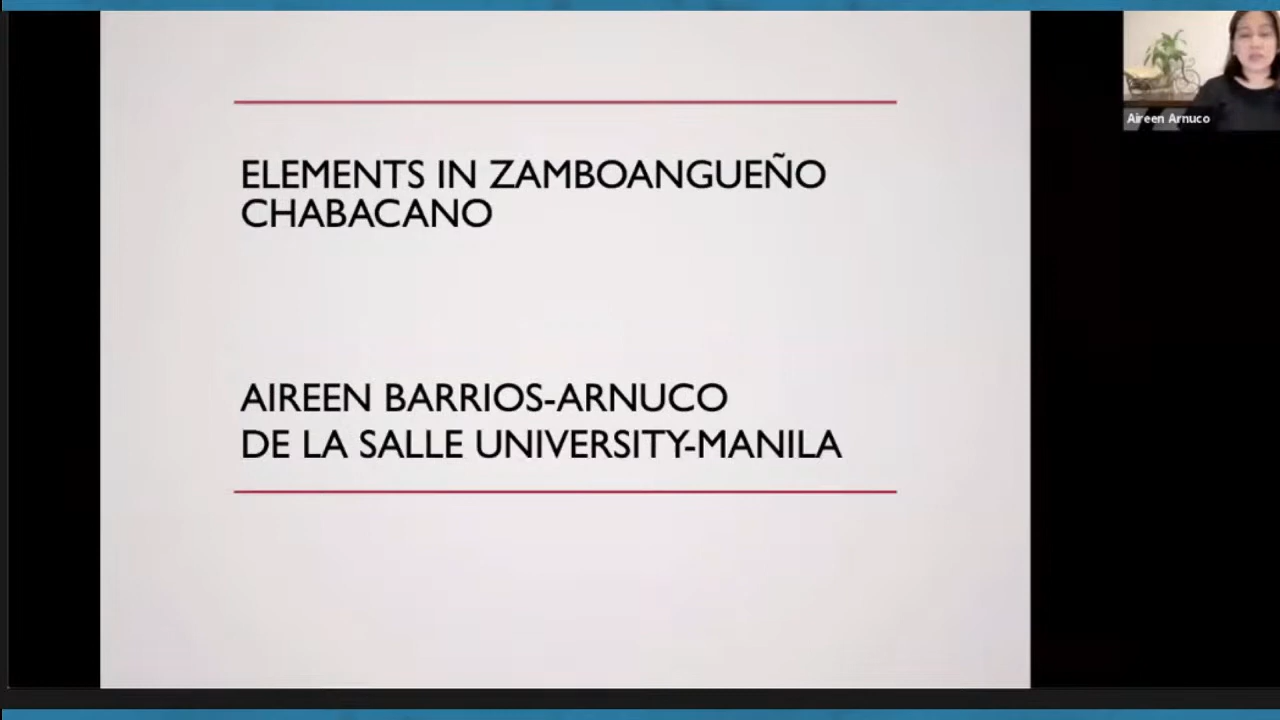 ELEMENTS IN ZAMBOANGUEÑO
CHABACANO
AIREEN BARRIOS-ARNUCO
DE LA SALLE UNIVERSITY-MANILA
Aireen Arnuco